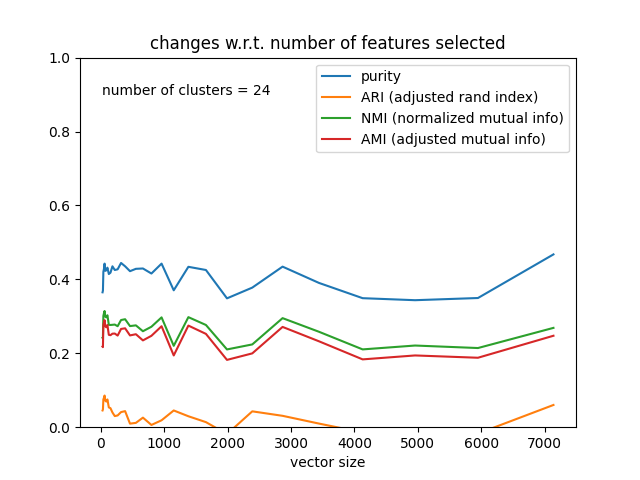 changes w.r.t. number of features selected
number of clusters = 24
purity
ARI (adjusted rand index)
NMI (normalized mutual info)
AMI (adjusted mutual info)
1.0
0.8
0.6
0.4
0.2
0.0
0 1000 2000 3000 4000 5000 6000 7000
vector size